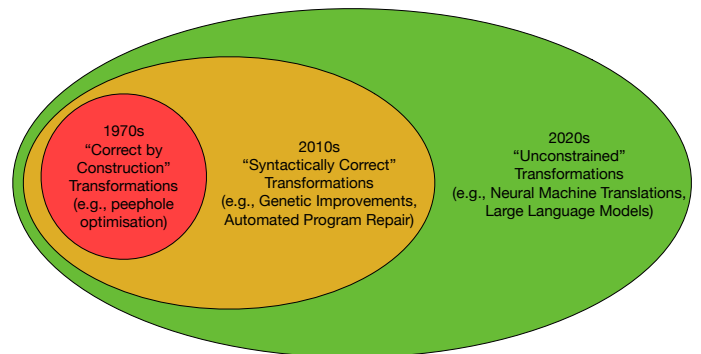 1970s
“Correct by
Construction”
Transformations
(e.g., peephole
optimisation)
2010s
“Syntactically Correct”
Transformations
(e.g., Genetic Improvements,
Automated Program Repair)
2020s
“Unconstrained”
Transformations
(e.g., Neural Machine Translations,
Large Language Models)